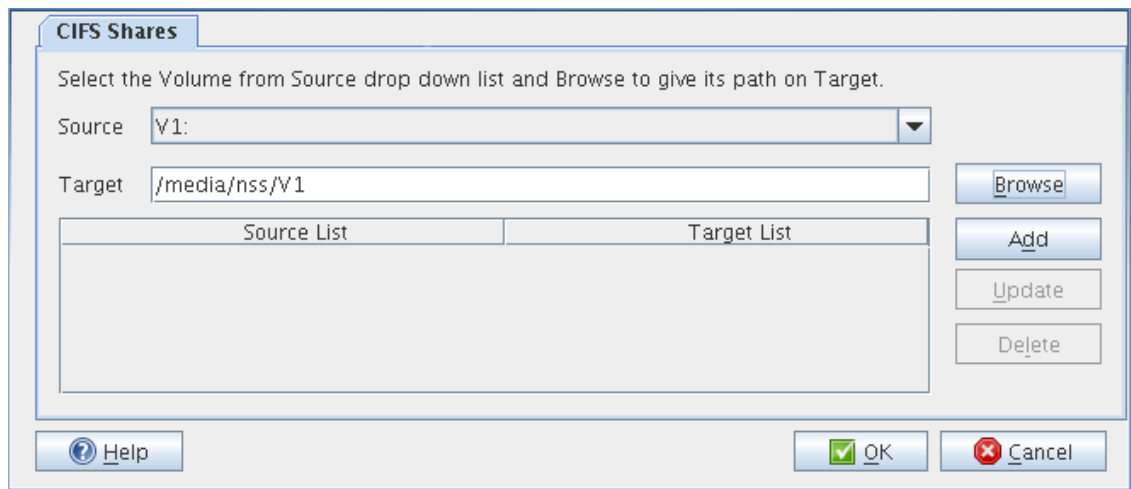 CIFS Shares
Select the Volume from Source drop down list and Browse to give its path on Target.
Source V1:
Target /media/nss/V1 Browse
Source List Target List
Add
Update
Delete
Help OK Cancel